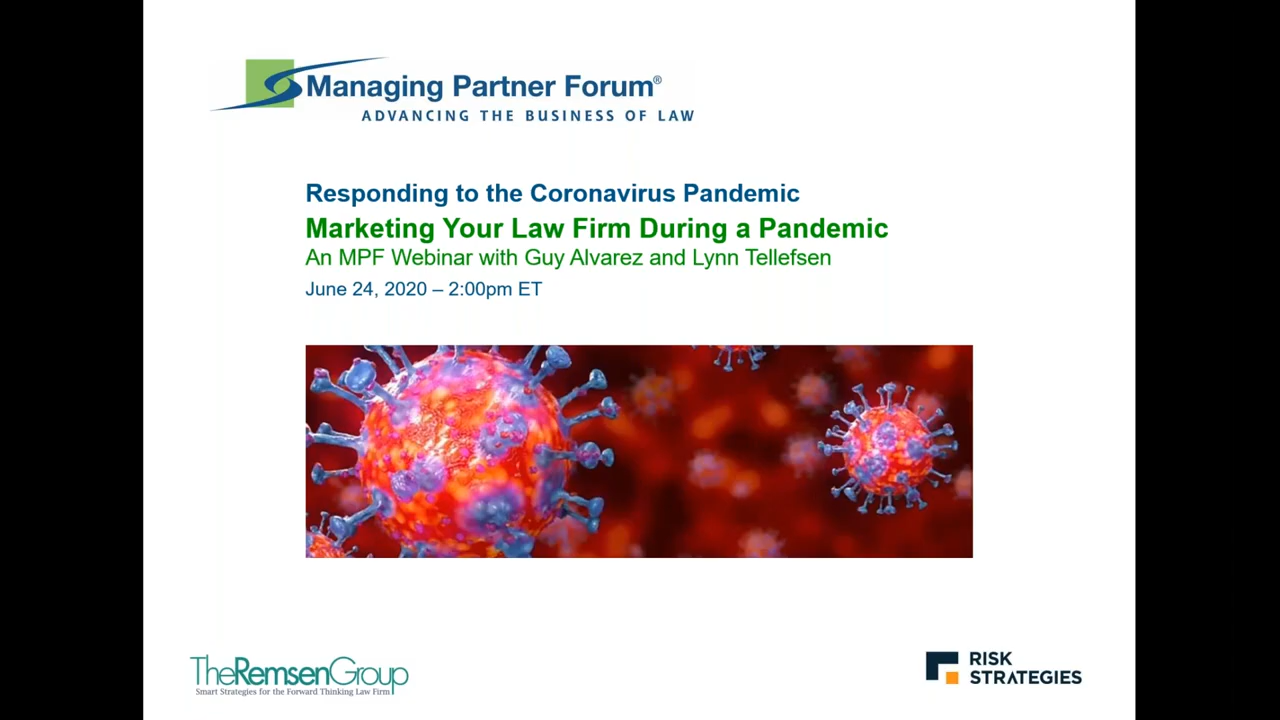 Managing Partner Forum®
ADVANCING THE BUSINESS OF LAW
Responding to the Coronavirus Pandemic
Marketing Your Law Firm During a Pandemic
An MPF Webinar with Guy Alvarez and Lynn Tellefsen
June 24, 2020 – 2:00pm ET
TheRemsenGroup
Smart Strategies for the Forward Thinking Law Firm
RISK
STRATEGIES